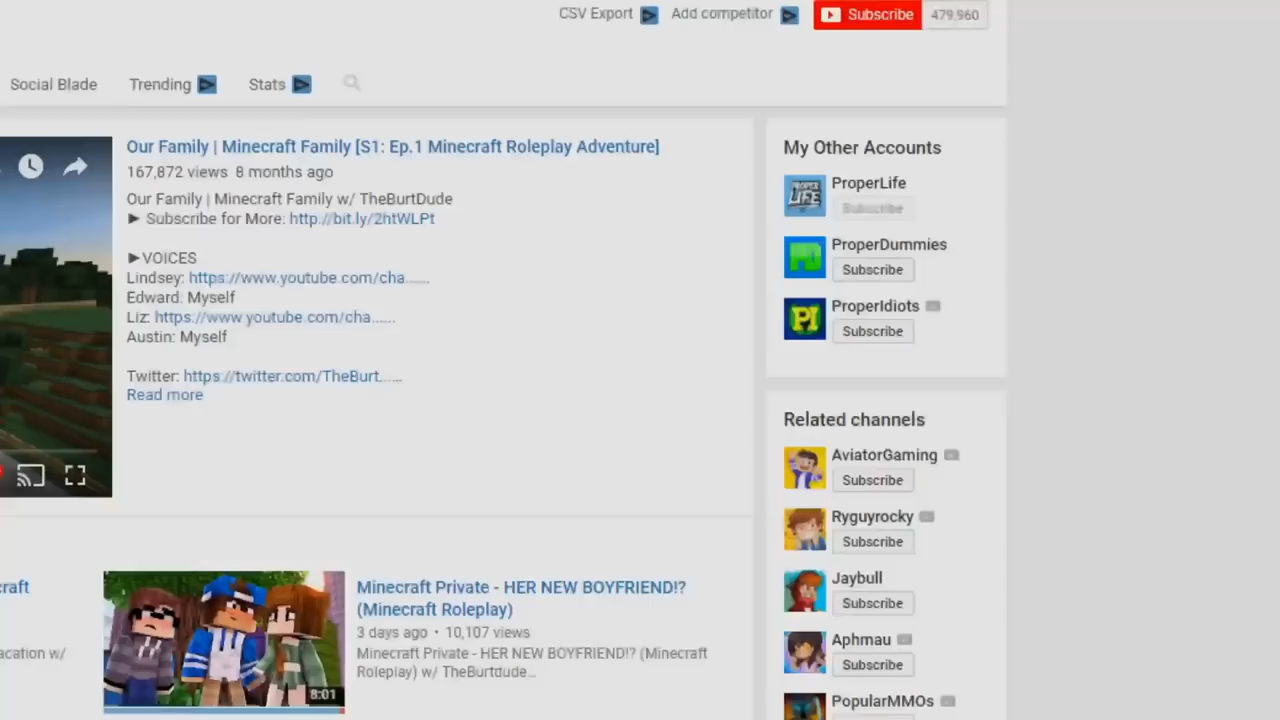 CSV Export
Add competitor
Subscribe 479,960
Social Blade
Trending
Stats
Our Family | Minecraft Family [S1: Ep.1 Minecraft Roleplay Adventure]
167,872 views 8 months ago
Our Family | Minecraft Family w/ TheBurtDude
► Subscribe for More: http://bit.ly/2htWLPt
►VOICES
Lindsey: https://www.youtube.com/cha......
Edward: Myself
Liz: https://www.youtube.com/cha......
Austin: Myself
Twitter: https://twitter.com/TheBurt......
Read more
My Other Accounts
PROPER
LIFE
ProperLife
Subscribe
ProperDummies
Subscribe
PI
ProperIdiots
Subscribe
Related channels
AviatorGaming
Subscribe
Ryguyrocky
Subscribe
Jaybull
Subscribe
Aphmau
Subscribe
PopularMMOs
craft
acation w/
8:01
Minecraft Private - HER NEW BOYFRIEND!?
(Minecraft Roleplay)
3 days ago • 10,107 views
Minecraft Private - HER NEW BOYFRIEND!? (Minecraft
Roleplay) w/ TheBurtdude...